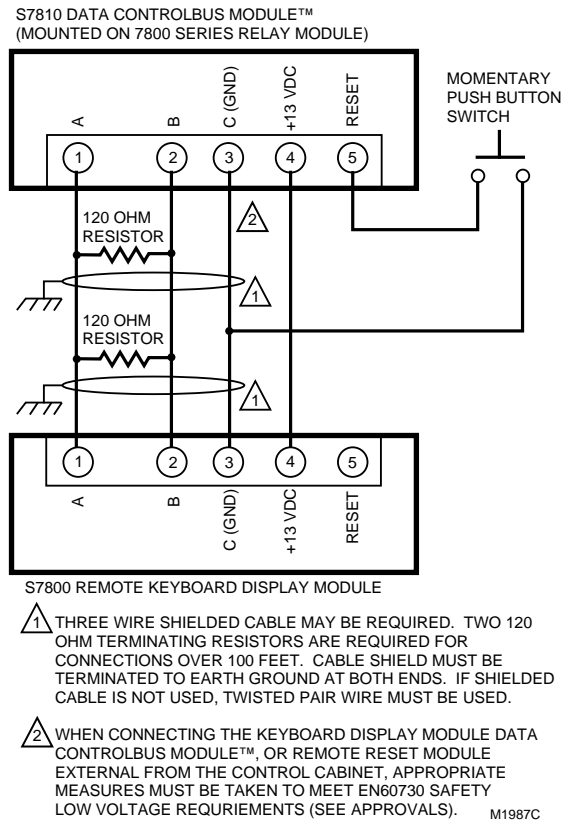 S7810 DATA CONTROLBUS MODULE™
(MOUNTED ON 7800 SERIES RELAY MODULE)
MOMENTARY
PUSH BUTTON
SWITCH
A
B
C (GND)
+13 VDC
RESET
1
2
3
4
5
120 OHM
RESISTOR
2
1
120 OHM
RESISTOR
1
1
2
3
4
5
A
B
C (GND)
+13 VDC
RESET
S7800 REMOTE KEYBOARD DISPLAY MODULE
1 THREE WIRE SHIELDED CABLE MAY BE REQUIRED. TWO 120
OHM TERMINATING RESISTORS ARE REQUIRED FOR
CONNECTIONS OVER 100 FEET. CABLE SHIELD MUST BE
TERMINATED TO EARTH GROUND AT BOTH ENDS. IF SHIELDED
CABLE IS NOT USED, TWISTED PAIR WIRE MUST BE USED.
2 WHEN CONNECTING THE KEYBOARD DISPLAY MODULE DATA
CONTROLBUS MODULE™, OR REMOTE RESET MODULE
EXTERNAL FROM THE CONTROL CABINET, APPROPRIATE
MEASURES MUST BE TAKEN TO MEET EN60730 SAFETY
LOW VOLTAGE REQURIEMENTS (SEE APPROVALS).
M1987C